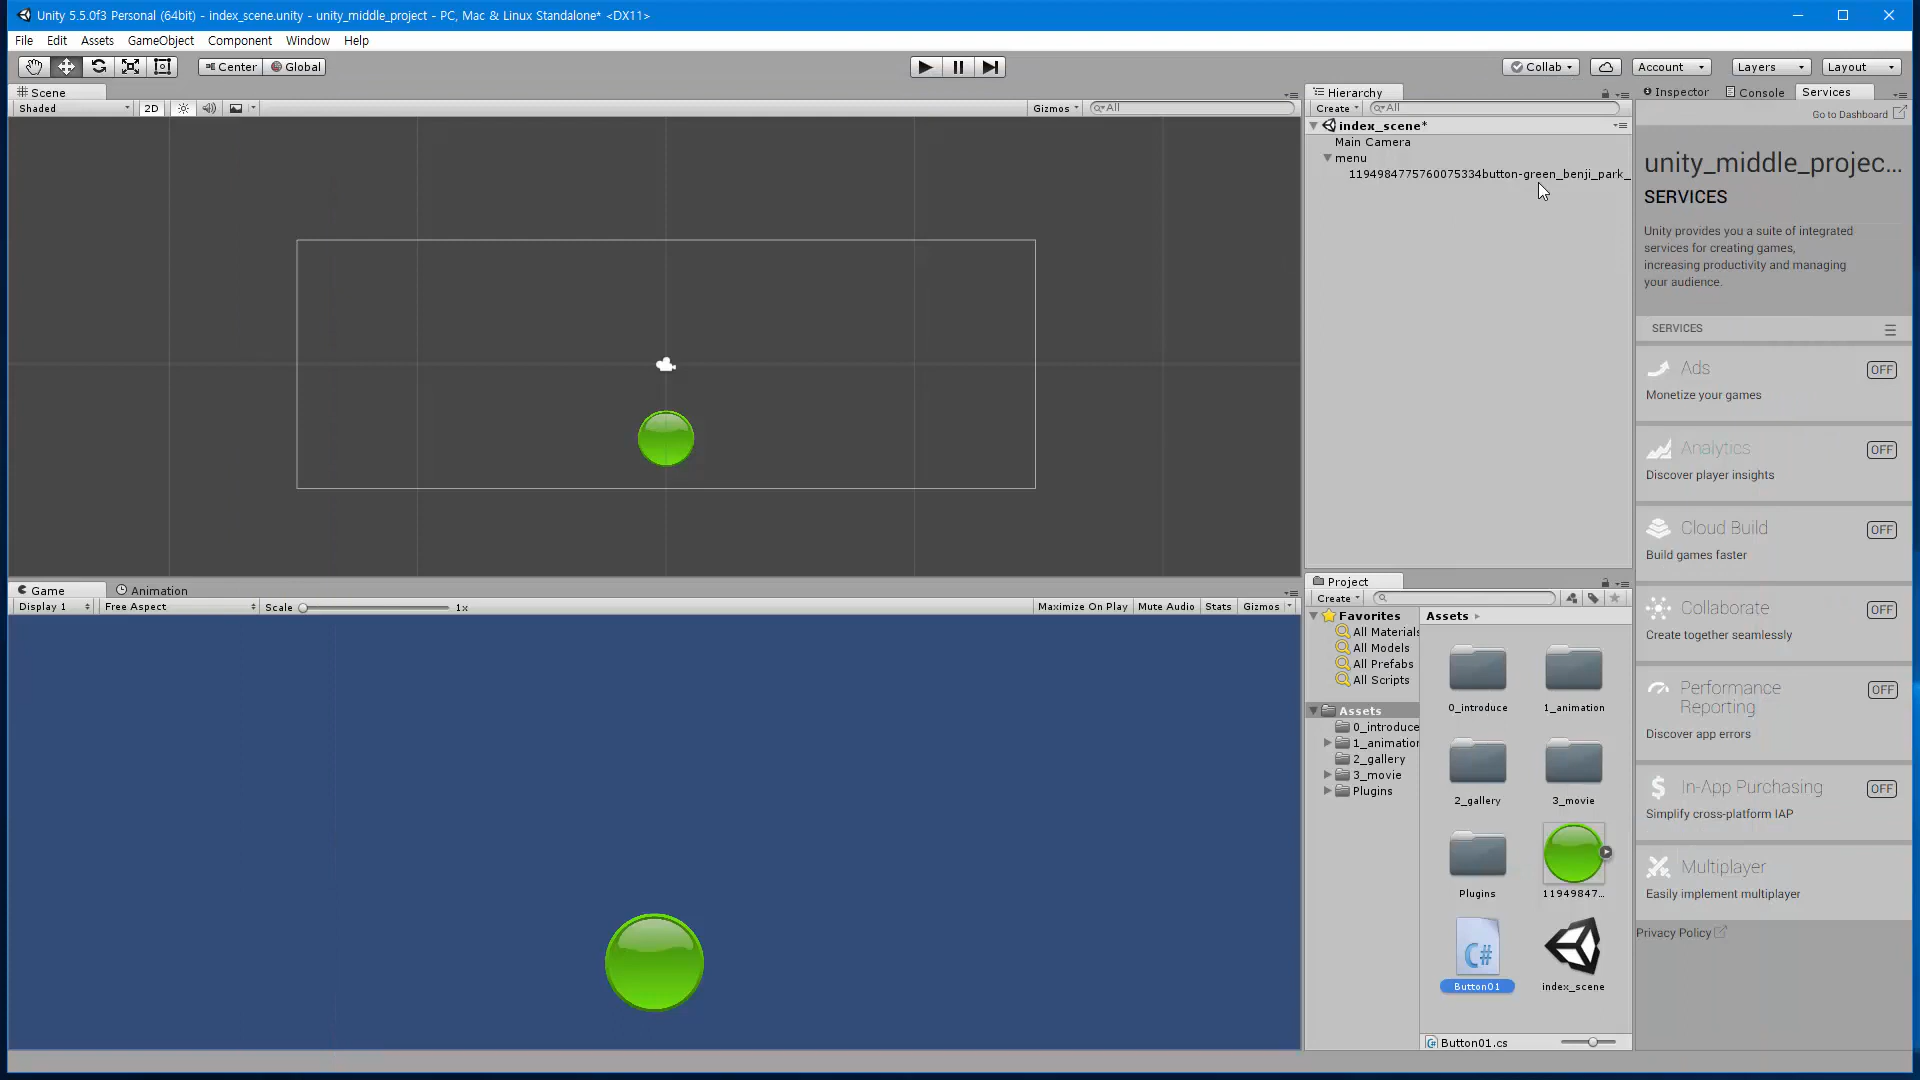 Unity 5.5.0f3 Personal (64bit) - index_scene.unity - unity_middle_project - PC, Mac & Linux Standalone* <DX11>
File Edit Assets GameObject Component Window Help
Center Global Collab Account Layers Layout
Scene
Shaded 2D Gizmos All
Hierarchy
Create All
index_scene*
Main Camera
menu
1194984775760075334button-green_benji_park_
Inspector Console Services
Go to Dashboard
unity_middle_projec...
SERVICES
Unity provides you a suite of integrated
services for creating games,
increasing productivity and managing
your audience.
SERVICES
Ads OFF
Monetize your games
Analytics OFF
Discover player insights
Cloud Build OFF
Build games faster
Collaborate OFF
Create together seamlessly
Performance
Reporting OFF
Discover app errors
In-App Purchasing OFF
Simplify cross-platform IAP
Multiplayer
Easily implement multiplayer
Privacy Policy
Game Animation
Display 1 Free Aspect Scale 1x Maximize On Play Mute Audio Stats Gizmos
Project
Create
Favorites
All Materials
All Models
All Prefabs
All Scripts
Assets
0_introduce
1_animation
2_gallery
3_movie
Plugins
Assets
0_introduce 1_animation
2_gallery 3_movie
Plugins 11949847...
C#
Button01 index_scene
Button01.cs